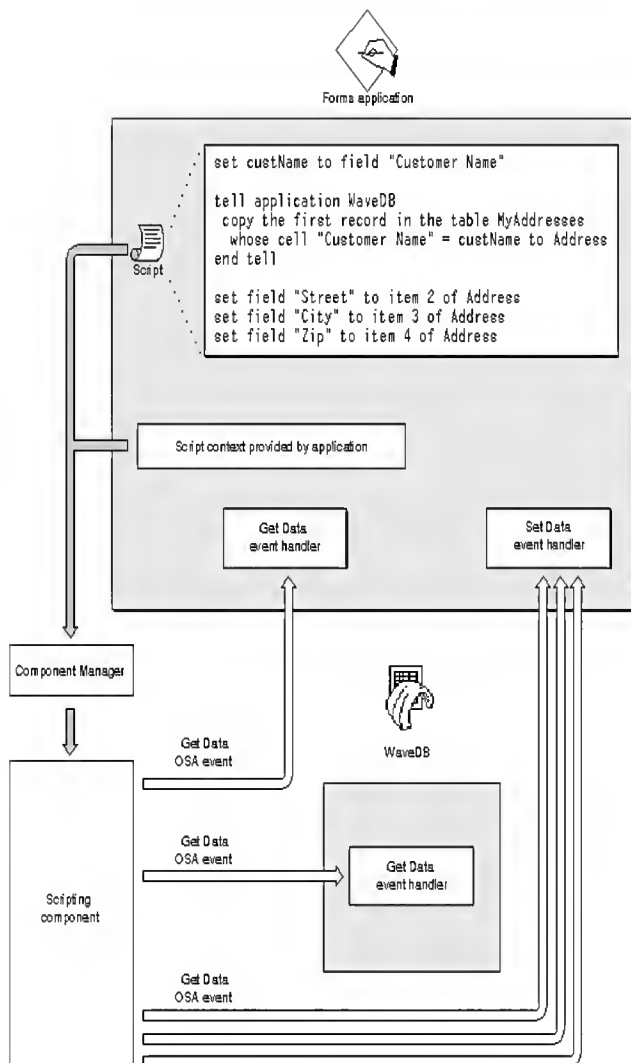 Forms application
set custName to field "Customer Name"
tell application WaveDB
copy the first record in the table MyAddresses
whose cell "Customer Name" = custName to Address
end tell
set field "Street" to item 2 of Address
set field "City" to item 3 of Address
set field "Zip" to item 4 of Address
Script
Script context provided by application
Get Data
event handler
Set Data
event handler
Component Manager
WaveDB
Get Data
OSA event
Get Data
OSA event
Get Data
event handler
Scripting
component
Get Data
OSA event